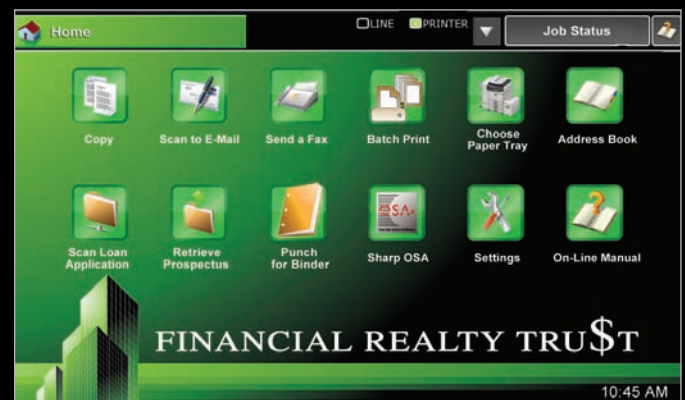 Home
LINE PRINTER
Job Status
Copy
Scan to E-Mail
Send a Fax
Batch Print
Choose
Paper Tray
Address Book
Scan Loan
Application
Retrieve
Prospectus
Punch
for Binder
Sharp OSA
Settings
On-Line Manual
FINANCIAL REALTY TRU$T
10:45 AM